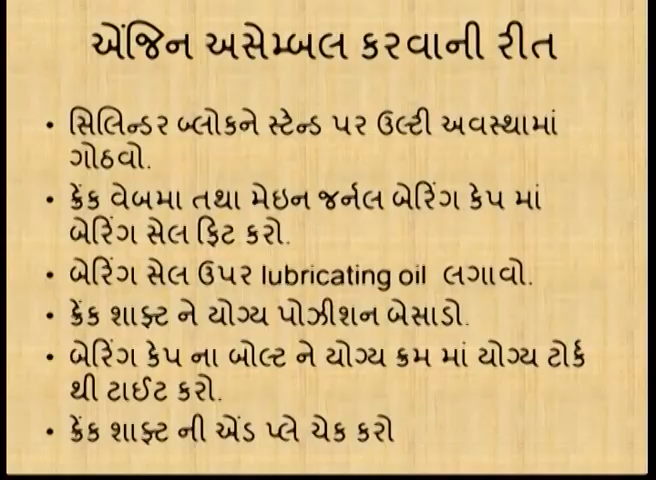 એંજિન અસેમ્બલ કરવાની રીત
• સિલિન્ડર બ્લોકને સ્ટેન્ડ પર ઉલ્ટી અવસ્થામાં
ગોઠવો.
• ક્રેંક વેબમા તથા મેઇન જર્નલ બેરિંગ કેપ માં
બેરિંગ સેલ ફિટ કરો.
• બેરિંગ સેલ ઉપર lubricating oil લગાવો.
• ક્રેંક શાફ્ટ ને યોગ્ય પોઝીશન બેસાડો.
• બેરિંગ કેપ ના બોલ્ટ ને યોગ્ય ક્રમ માં યોગ્ય ટોર્ક
થી ટાઈટ કરો.
• ક્રેંક શાફ્ટ ની એંડ પ્લે ચેક કરો